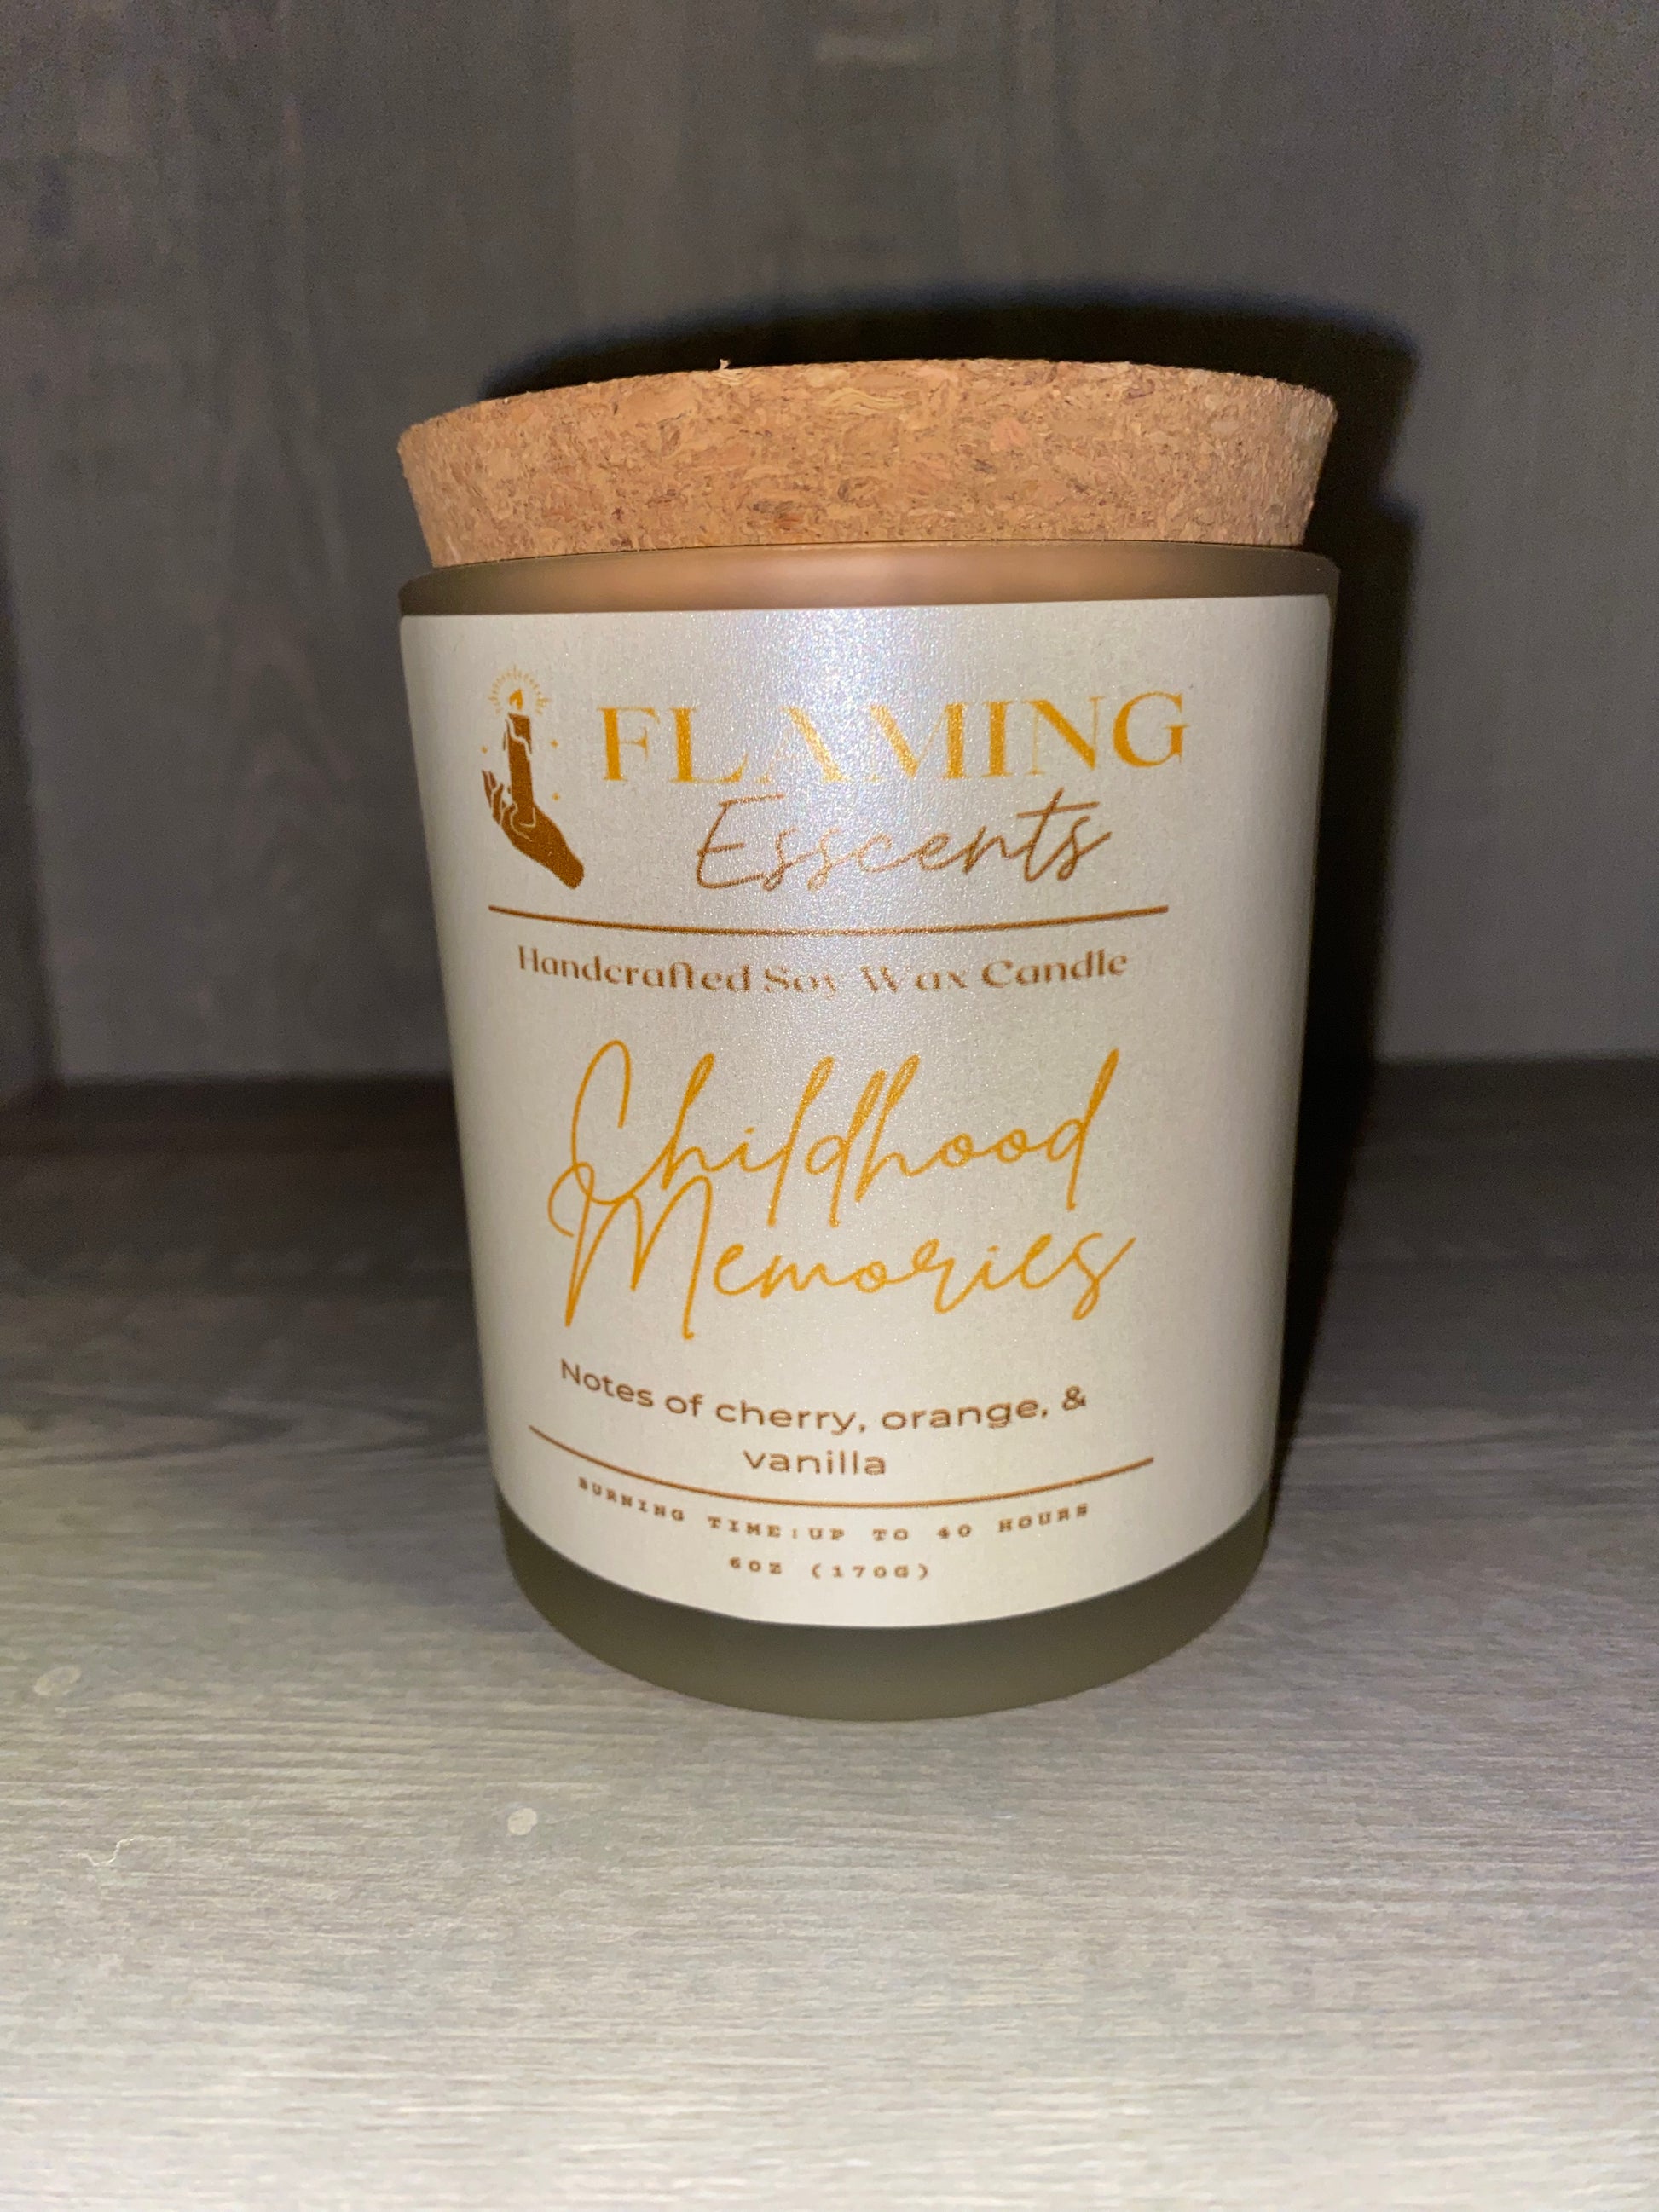 FLAMING
Esscents
Handcrafted Soy Wax Candle
Childhood
Memories
Notes of cherry, orange, &
vanilla
BURNING TIME:UP TO 40 HOURS
6OZ (170G)